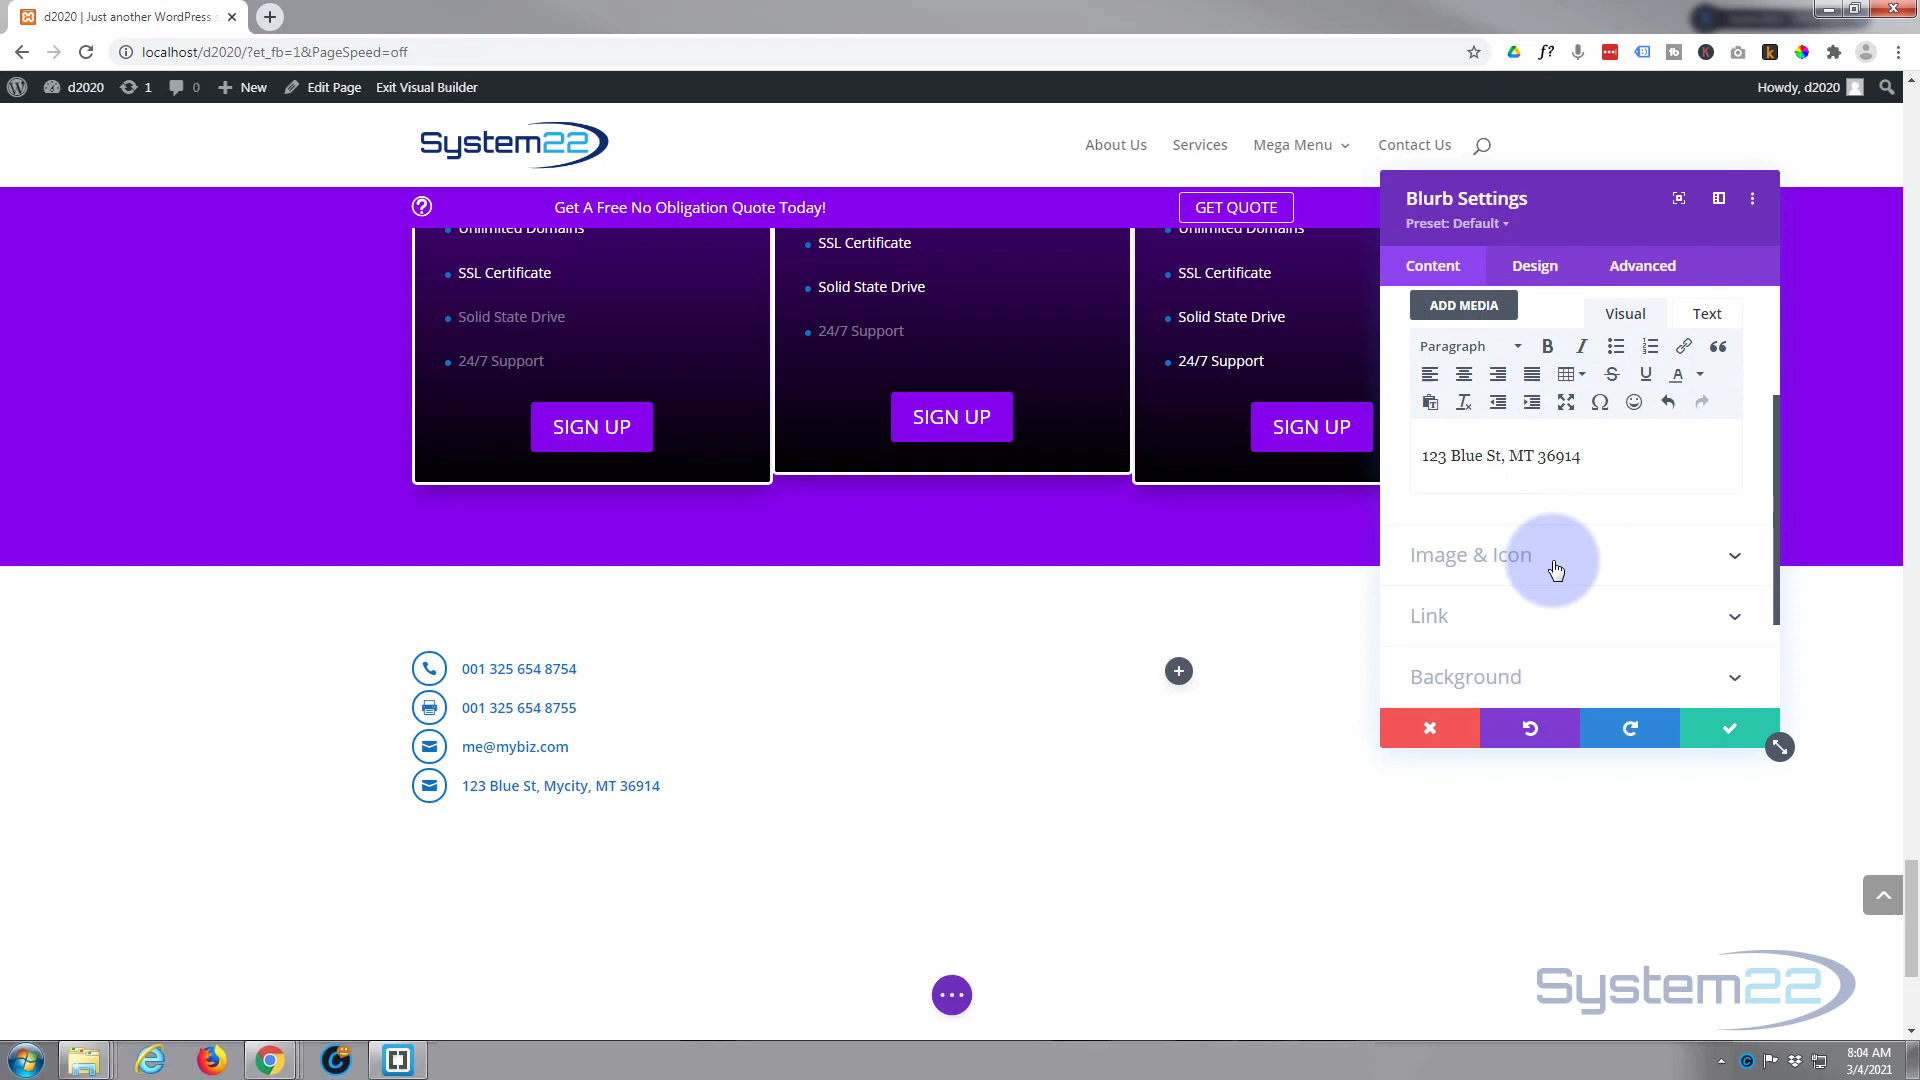 d2020 | Just another WordPress s
localhost/d2020/?et_fb=1&PageSpeed=off
d2020 1 0 New Edit Page Exit Visual Builder
Howdy, d2020
System22
About Us Services Mega Menu Contact Us
Get A Free No Obligation Quote Today!
GET QUOTE
Unlimited Domains
SSL Certificate
Solid State Drive
24/7 Support
SIGN UP
SSL Certificate
Solid State Drive
24/7 Support
SIGN UP
Unlimited Domains
SSL Certificate
Solid State Drive
24/7 Support
SIGN UP
Blurb Settings
Preset: Default
Content Design Advanced
ADD MEDIA
Visual Text
Paragraph
123 Blue St, MT 36914
Image & Icon
Link
Background
001 325 654 8754
001 325 654 8755
me@mybiz.com
123 Blue St, Mycity, MT 36914
System22
8:04 AM
3/4/2021